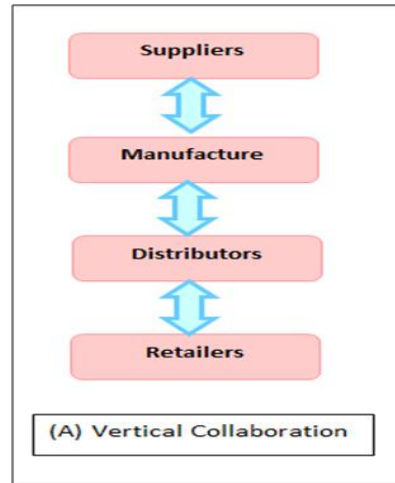 Suppliers
Manufacture
Distributors
Retailers
(A) Vertical Collaboration